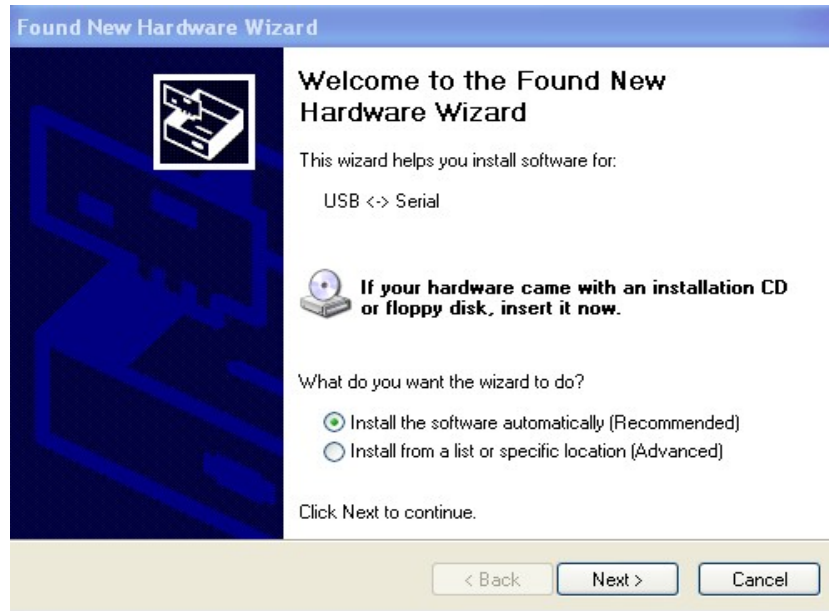 Found New Hardware Wizard
Welcome to the Found New
Hardware Wizard
This wizard helps you install software for:
USB <-> Serial
If your hardware came with an installation CD
or floppy disk, insert it now.
What do you want the wizard to do?
Install the software automatically (Recommended)
Install from a list or specific location (Advanced)
Click Next to continue.
< Back Next > Cancel